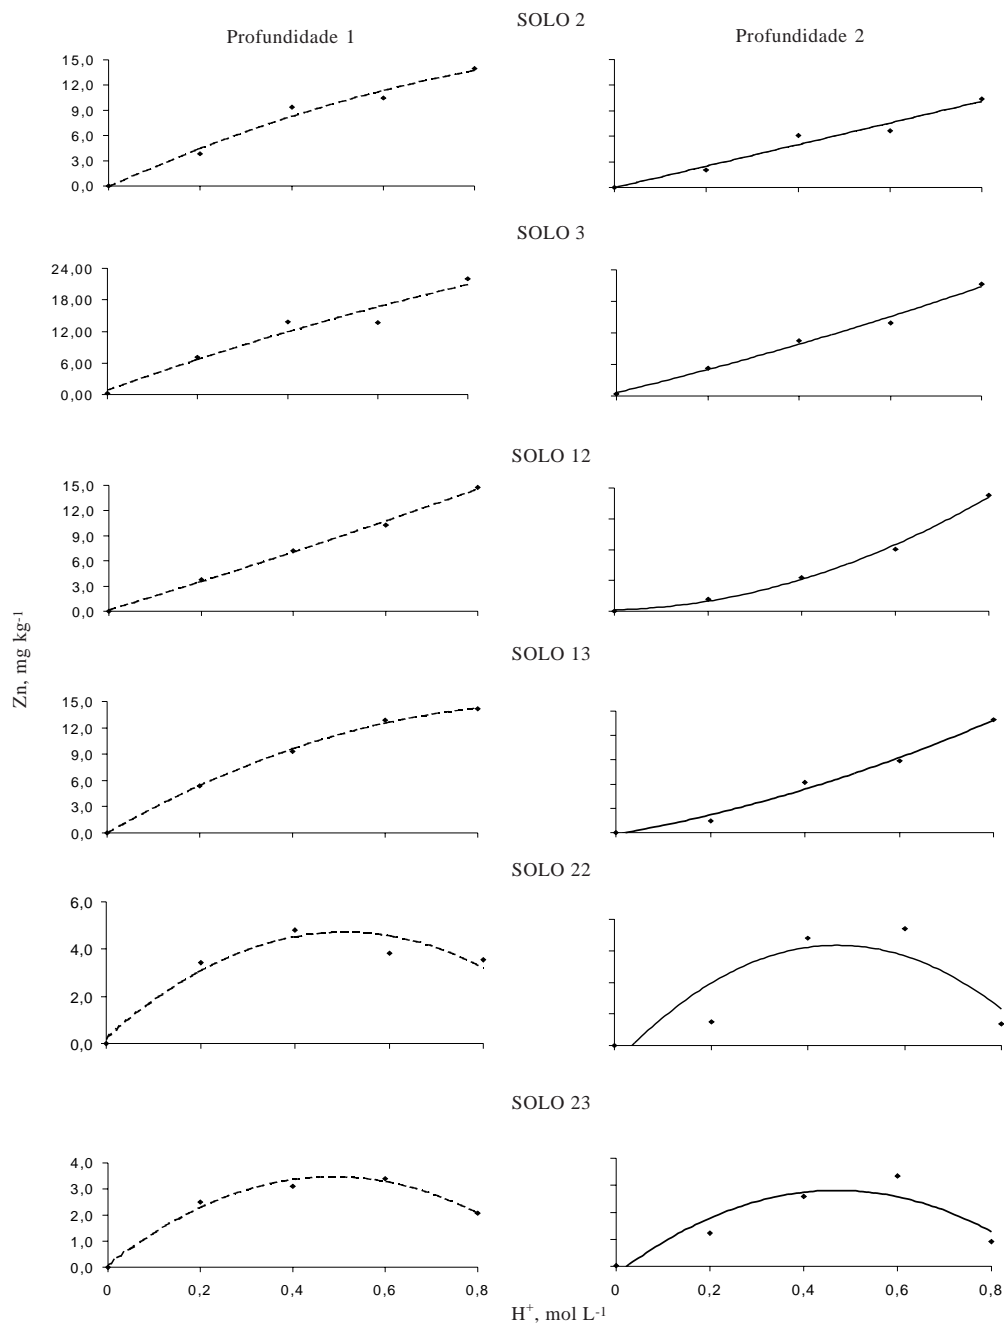 SOLO 2
Profundidade 1
Profundidade 2
15,0
12,0
9,0
6,0
3,0
0,0
SOLO 3
24,00
18,00
12,00
6,00
0,00
SOLO 12
15,0
12,0
9,0
6,0
3,0
0,0
Zn, mg kg-1
SOLO 13
15,0
12,0
9,0
6,0
3,0
0,0
SOLO 22
6,0
4,0
2,0
0,0
SOLO 23
4,0
3,0
2,0
1,0
0,0
0 0,2 0,4 0,6 0,8 0 0,2 0,4 0,6 0,8
H+, mol L-1